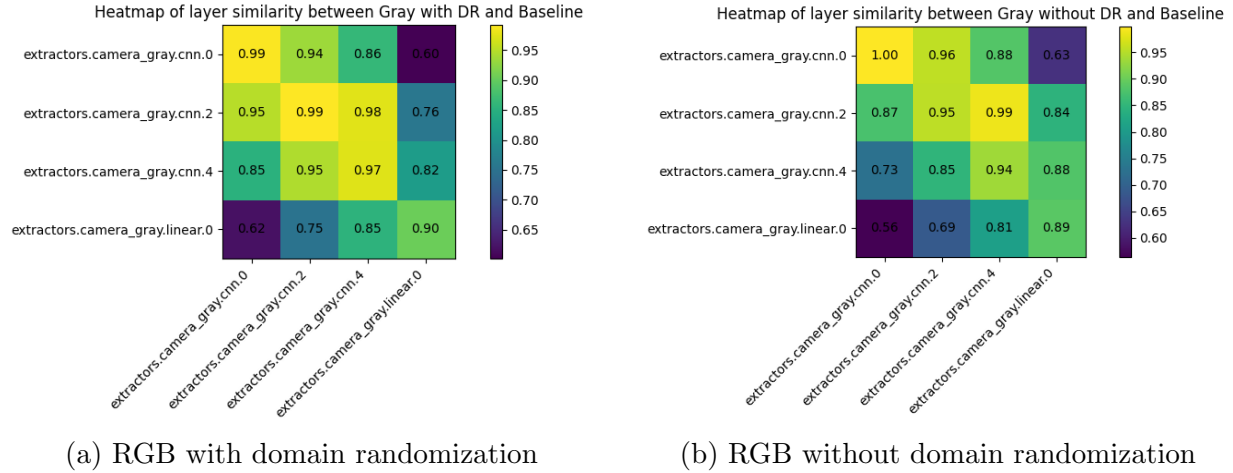 Heatmap of layer similarity between Gray with DR and Baseline
extractors.camera_gray.cnn.0
0.99 0.94 0.86 0.60
extractors.camera_gray.cnn.2
0.95 0.99 0.98 0.76
extractors.camera_gray.cnn.4
0.85 0.95 0.97 0.82
extractors.camera_gray.linear.0
0.62 0.75 0.85 0.90
extractors.camera_gray.cnn.0
extractors.camera_gray.cnn.2
extractors.camera_gray.cnn.4
extractors.camera_gray.linear.0
0.95
0.90
0.85
0.80
0.75
0.70
0.65
(a) RGB with domain randomization
Heatmap of layer similarity between Gray without DR and Baseline
extractors.camera_gray.cnn.0
1.00 0.96 0.88 0.63
extractors.camera_gray.cnn.2
0.87 0.95 0.99 0.84
extractors.camera_gray.cnn.4
0.73 0.85 0.94 0.88
extractors.camera_gray.linear.0
0.56 0.69 0.81 0.89
extractors.camera_gray.cnn.0
extractors.camera_gray.cnn.2
extractors.camera_gray.cnn.4
extractors.camera_gray.linear.0
0.95
0.90
0.85
0.80
0.75
0.70
0.65
0.60
(b) RGB without domain randomization